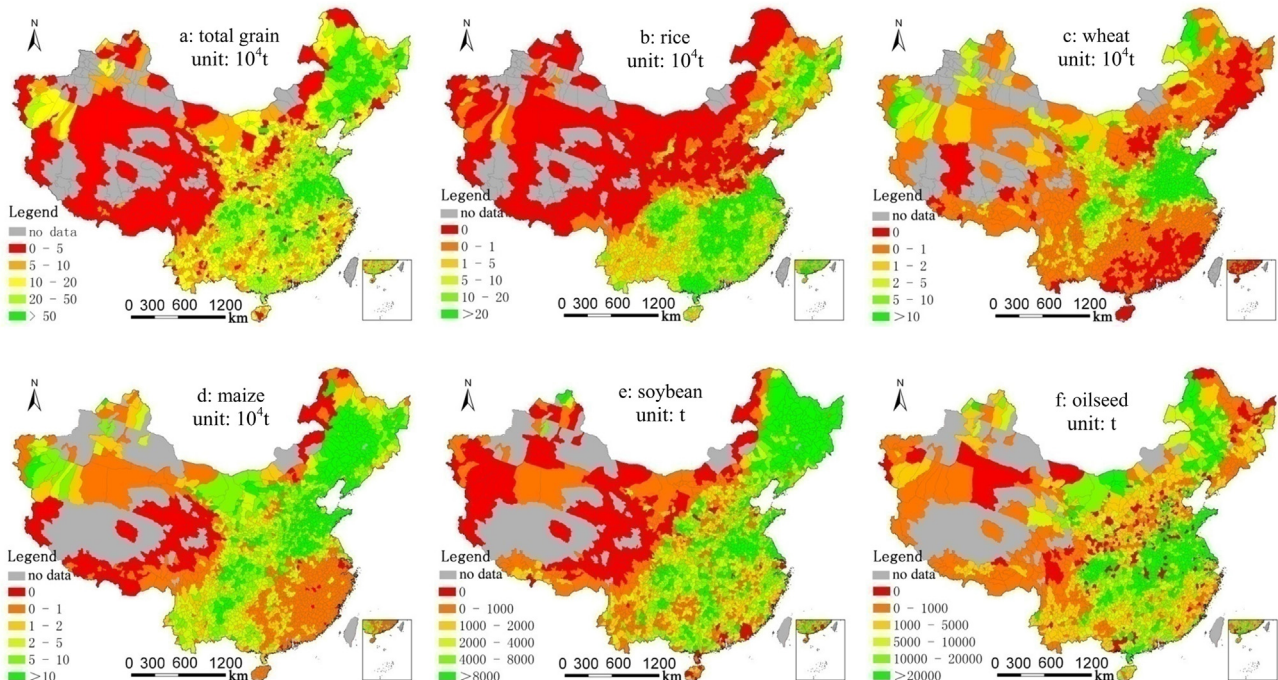 N
a: total grain
unit: 10⁴t
Legend
no data
0 - 5
5 - 10
10 - 20
20 - 50
> 50
0 300 600 1200
km
N
b: rice
unit: 10⁴t
Legend
no data
0
0 - 1
1 - 5
5 - 10
10 - 20
>20
0 300 600 1200
km
N
c: wheat
unit: 10⁴t
Legend
no data
0
0 - 1
1 - 2
2 - 5
5 - 10
>10
0 300 600 1200
km
N
d: maize
unit: 10⁴t
Legend
no data
0
0 - 1
1 - 2
2 - 5
5 - 10
>10
0 300 600 1200
km
N
e: soybean
unit: t
Legend
no data
0
0 - 1000
1000 - 2000
2000 - 4000
4000 - 8000
>8000
0 300 600 1200
km
N
f: oilseed
unit: t
Legend
no data
0
0 - 1000
1000 - 5000
5000 - 10000
10000 - 20000
>20000
0 300 600 1200
km